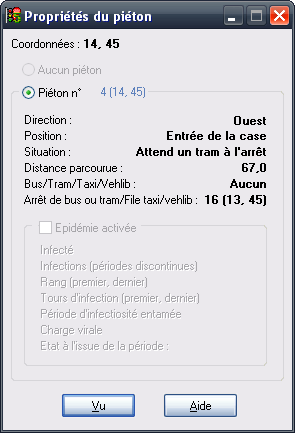 Propriétés du piéton
Coordonnées : 14, 45
Aucun piéton
Piéton n° 4 (14, 45)
Direction : Ouest
Position : Entrée de la case
Situation : Attend un tram à l'arrêt
Distance parcourue : 67,0
Bus/Tram/Taxi/Vehlib : Aucun
Arrêt de bus ou tram/File taxi/vehlib : 16 (13, 45)
Epidémie activée
Infecté
Infections (périodes discontinues)
Rang (premier, dernier)
Tours d'infection (premier, dernier)
Période d'infectiosité entamée
Charge virale
Etat à l'issue de la période :
Vu
Aide